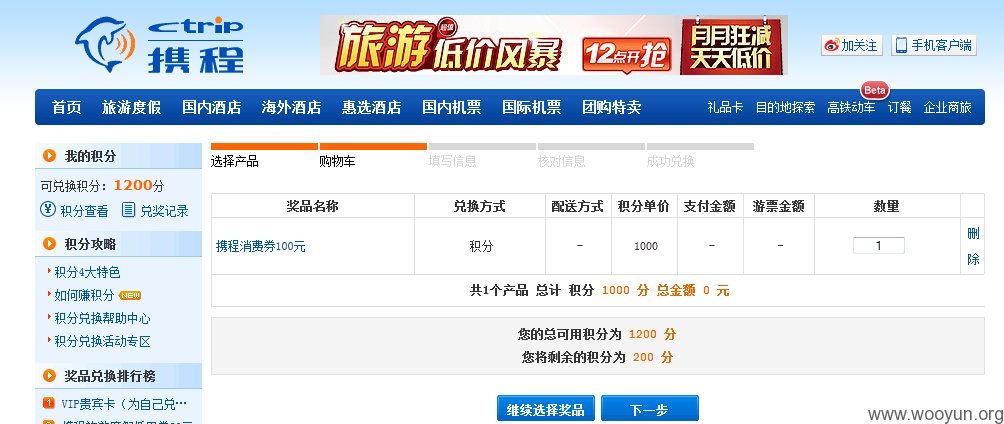 Ctrip
携程
旅游低价风暴 超值
12点开抢
月月狂减
天天低价
加关注 手机客户端
首页 旅游度假 国内酒店 海外酒店 惠选酒店 国内机票 国际机票 团购特卖 礼品卡 目的地探索 高铁动车 Beta 订餐 企业商旅
我的积分
可兑换积分：1200分
积分查看 兑奖记录
积分攻略
积分4大特色
如何赚积分 NEW
积分兑换帮助中心
积分兑换活动专区
奖品兑换排行榜
1 VIP贵宾卡（为自己兑…
选择产品 购物车 填写信息 核对信息 成功兑换
奖品名称 兑换方式 配送方式 积分单价 支付金额 游票金额 数量
携程消费券100元 积分 - 1000 - - 1 删除
共1个产品 总计 积分 1000 分 总金额 0 元
您的总可用积分为 1200 分
您将剩余的积分为 200 分
继续选择奖品 下一步
www.wooyun.org